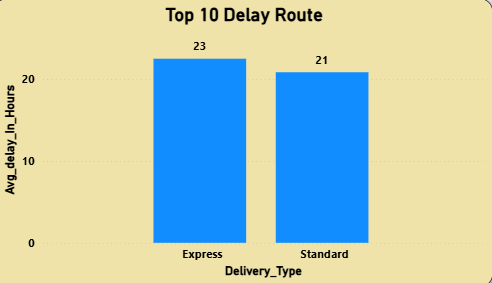 Top 10 Delay Route
23
21
20
10
0
Avg_delay_In_Hours
Express
Standard
Delivery_Type